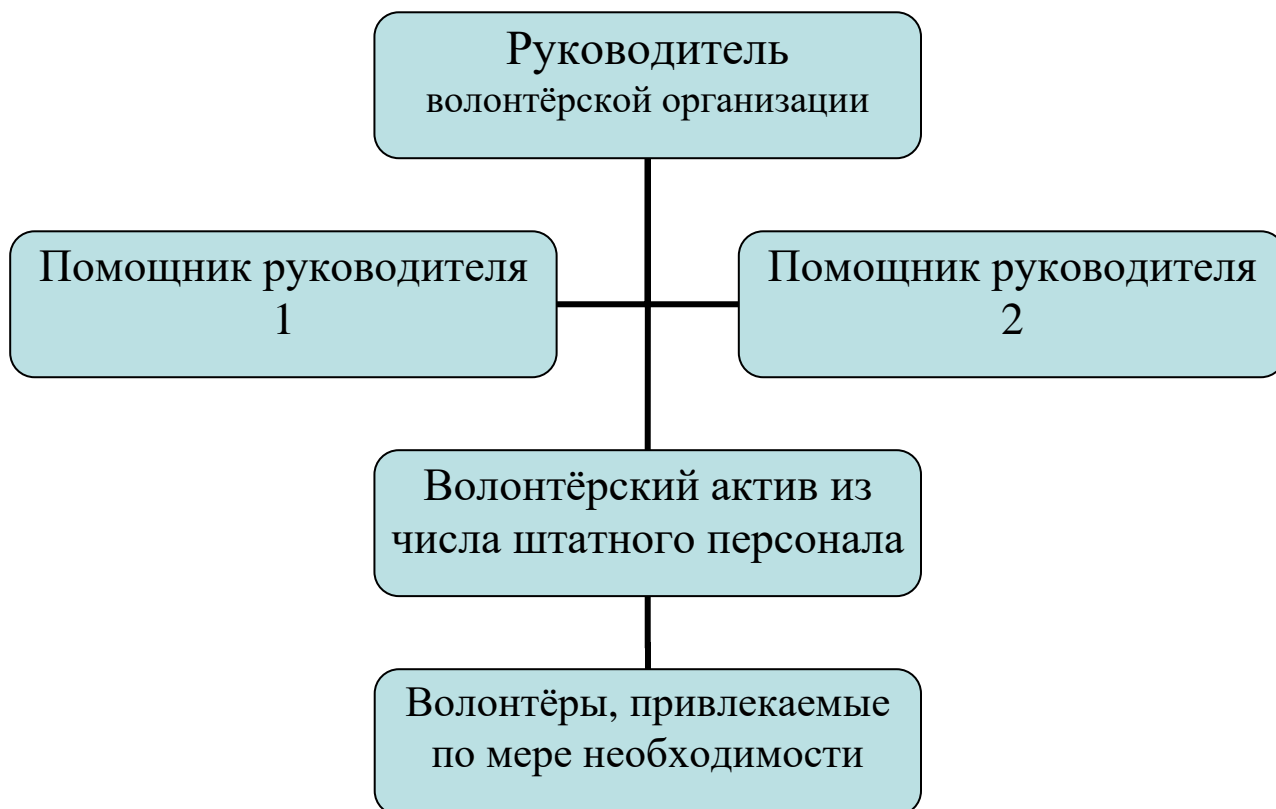 Руководитель
волонтёрской организации
Помощник руководителя
1
Помощник руководителя
2
Волонтёрский актив из
числа штатного персонала
Волонтёры, привлекаемые
по мере необходимости